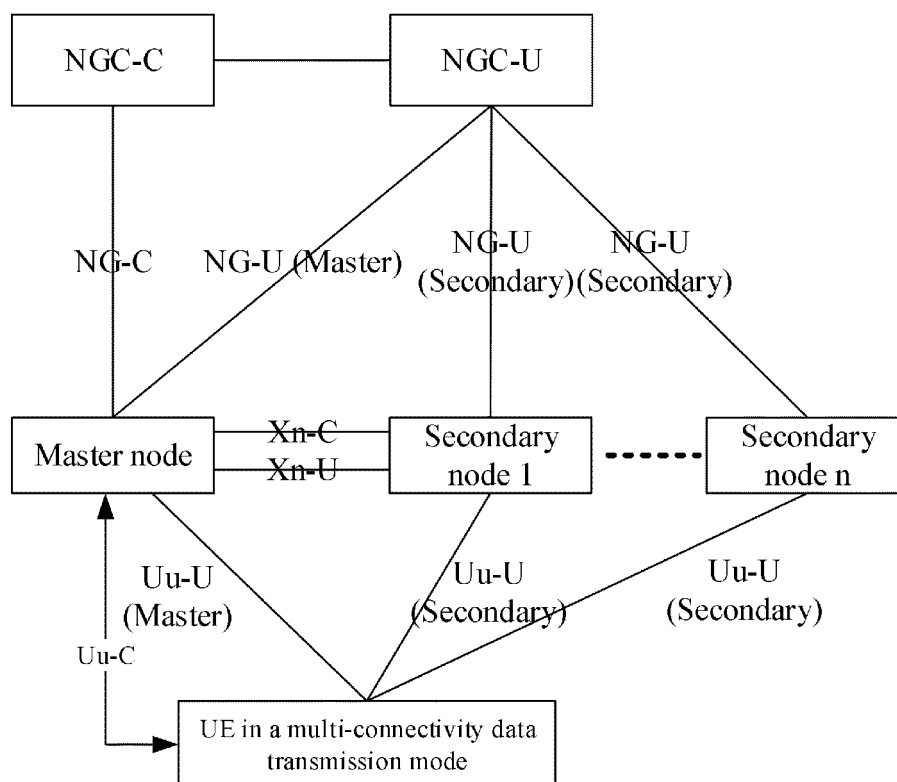 NGC-C
NGC-U
NG-C
NG-U (Master)
NG-U
(Secondary)
NG-U
(Secondary)
Master node
Xn-C
Xn-U
Secondary
node 1
Secondary
node n
Uu-U
(Master)
Uu-U
(Secondary)
Uu-U
(Secondary)
Uu-C
UE in a multi-connectivity data
transmission mode